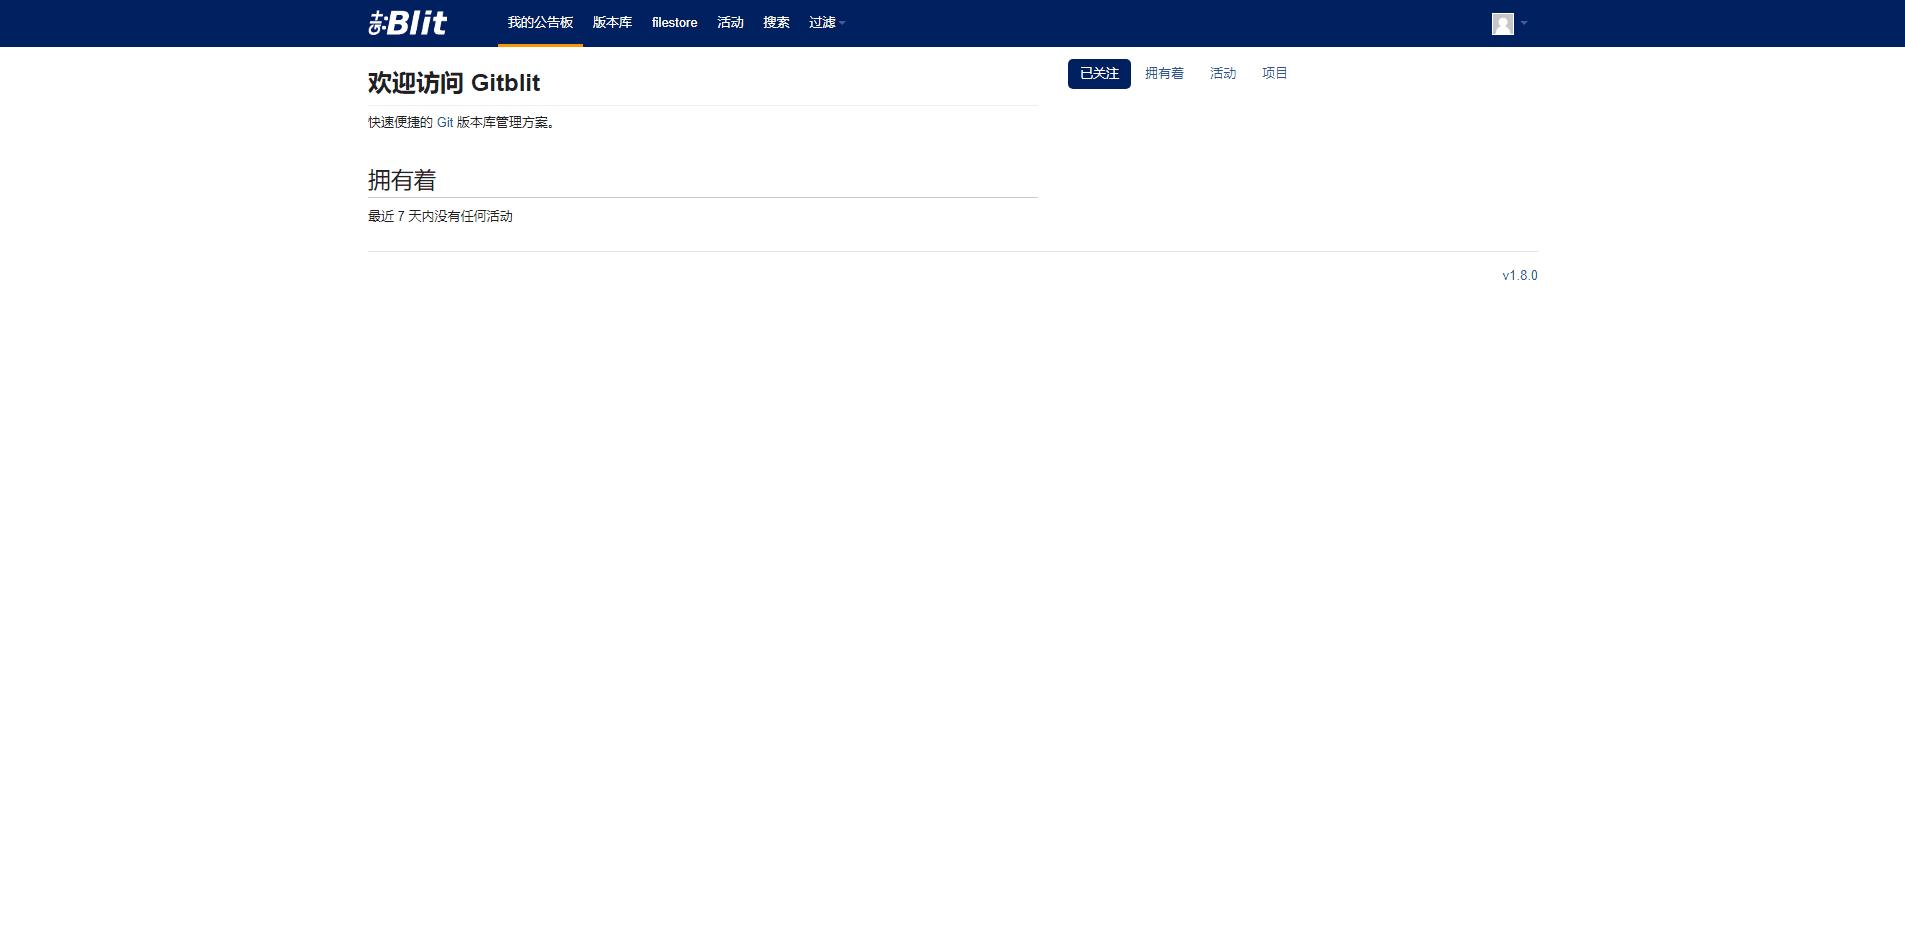 GitBlit 我的公告板 版本库 filestore 活动 搜索 过滤
已关注 拥有着 活动 项目
欢迎访问 Gitblit
快速便捷的 Git 版本库管理方案。
拥有着
最近 7 天内没有任何活动
v1.8.0